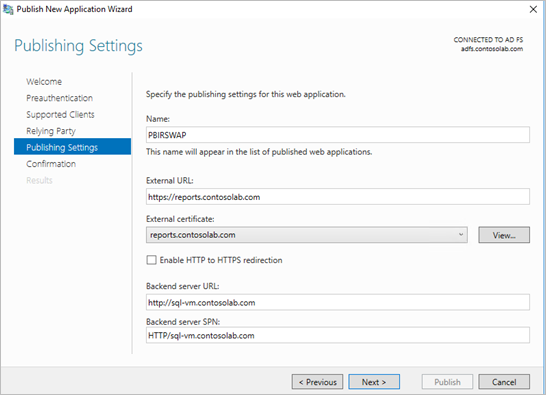 Publish New Application Wizard
Publishing Settings
CONNECTED TO AD FS
adfs.contosolab.com
Welcome
Preauthentication
Supported Clients
Relying Party
Publishing Settings
Confirmation
Results
Specify the publishing settings for this web application.
Name:
PBIRSWAP
This name will appear in the list of published web applications.
External URL:
https://reports.contosolab.com
External certificate:
reports.contosolab.com
View...
Enable HTTP to HTTPS redirection
Backend server URL:
http://sql-vm.contosolab.com
Backend server SPN:
HTTP/sql-vm.contosolab.com
< Previous
Next >
Publish
Cancel